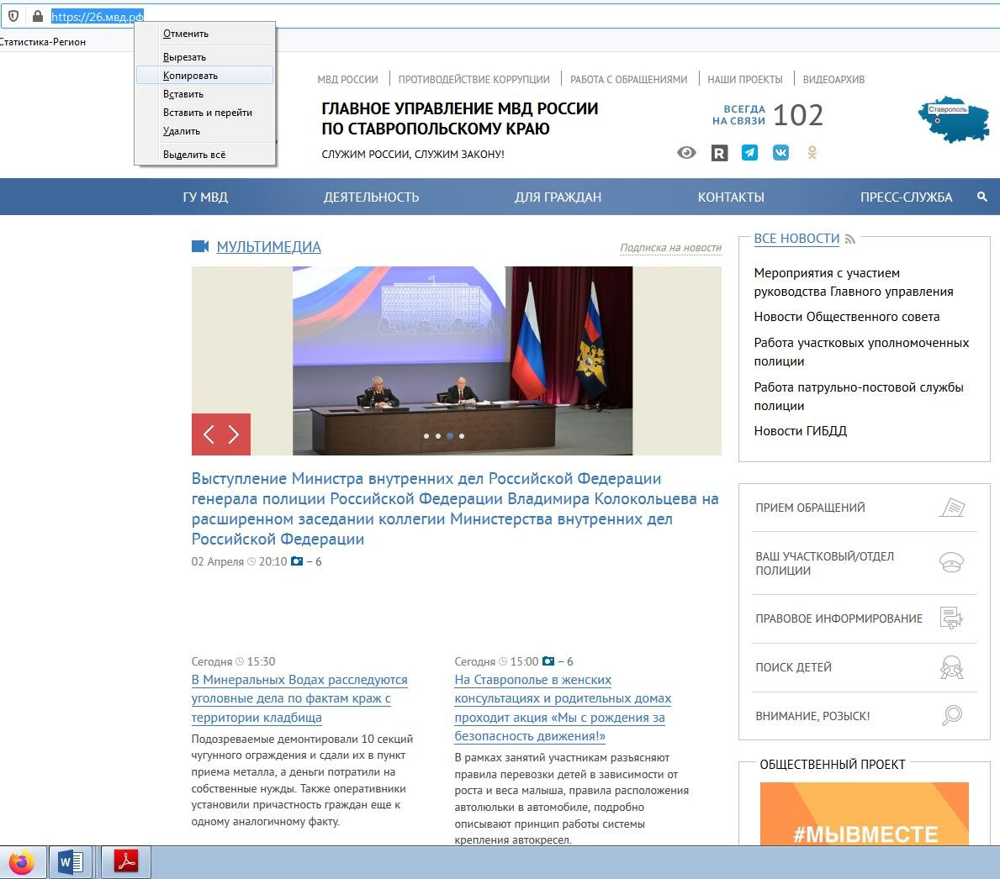 https://26.мвд.рф
Статистика-Регион
Отменить
Вырезать
Копировать
Вставить
Вставить и перейти
Удалить
Выделить всё
МВД РОССИИ
ПРОТИВОДЕЙСТВИЕ КОРРУПЦИИ
РАБОТА С ОБРАЩЕНИЯМИ
НАШИ ПРОЕКТЫ
ВИДЕОАРХИВ
ГЛАВНОЕ УПРАВЛЕНИЕ МВД РОССИИ
ПО СТАВРОПОЛЬСКОМУ КРАЮ
СЛУЖИМ РОССИИ, СЛУЖИМ ЗАКОНУ!
ВСЕГДА
НА СВЯЗИ
102
Ставрополь
ГУ МВД
ДЕЯТЕЛЬНОСТЬ
ДЛЯ ГРАЖДАН
КОНТАКТЫ
ПРЕСС-СЛУЖБА
МУЛЬТИМЕДИА
Подписка на новости
Выступление Министра внутренних дел Российской Федерации
генерала полиции Российской Федерации Владимира Колокольцева на
расширенном заседании коллегии Министерства внутренних дел
Российской Федерации
02 Апреля 20:10 – 6
Сегодня 15:30
В Минеральных Водах расследуются
уголовные дела по фактам краж с
территории кладбища
Подозреваемые демонтировали 10 секций
чугунного ограждения и сдали их в пункт
приема металла, а деньги потратили на
собственные нужды. Также оперативники
установили причастность граждан еще к
одному аналогичному факту.
Сегодня 15:00 – 6
На Ставрополье в женских
консультациях и родительных домах
проходит акция «Мы с рождения за
безопасность движения!»
В рамках занятий участникам разъясняют
правила перевозки детей в зависимости от
роста и веса малыша, правила расположения
автолюльки в автомобиле, подробно
описывают принцип работы системы
крепления автокресел.
ВСЕ НОВОСТИ
Мероприятия с участием
руководства Главного управления
Новости Общественного совета
Работа участковых уполномоченных
полиции
Работа патрульно-постовой службы
полиции
Новости ГИБДД
ПРИЕМ ОБРАЩЕНИЙ
ВАШ УЧАСТКОВЫЙ/ОТДЕЛ
ПОЛИЦИИ
ПРАВОВОЕ ИНФОРМИРОВАНИЕ
ПОИСК ДЕТЕЙ
ВНИМАНИЕ, РОЗЫСК!
ОБЩЕСТВЕННЫЙ ПРОЕКТ
#МЫВМЕСТЕ